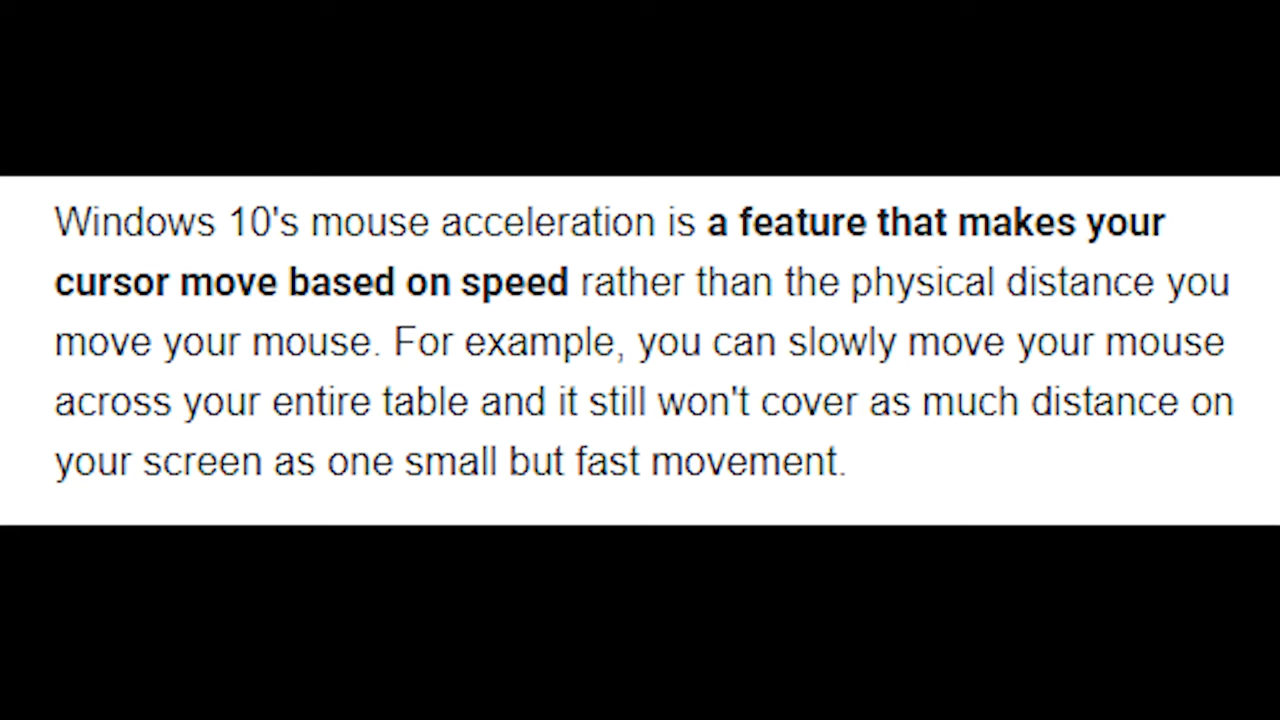 Windows 10's mouse acceleration is a feature that makes your
cursor move based on speed rather than the physical distance you
move your mouse. For example, you can slowly move your mouse
across your entire table and it still won't cover as much distance on
your screen as one small but fast movement.